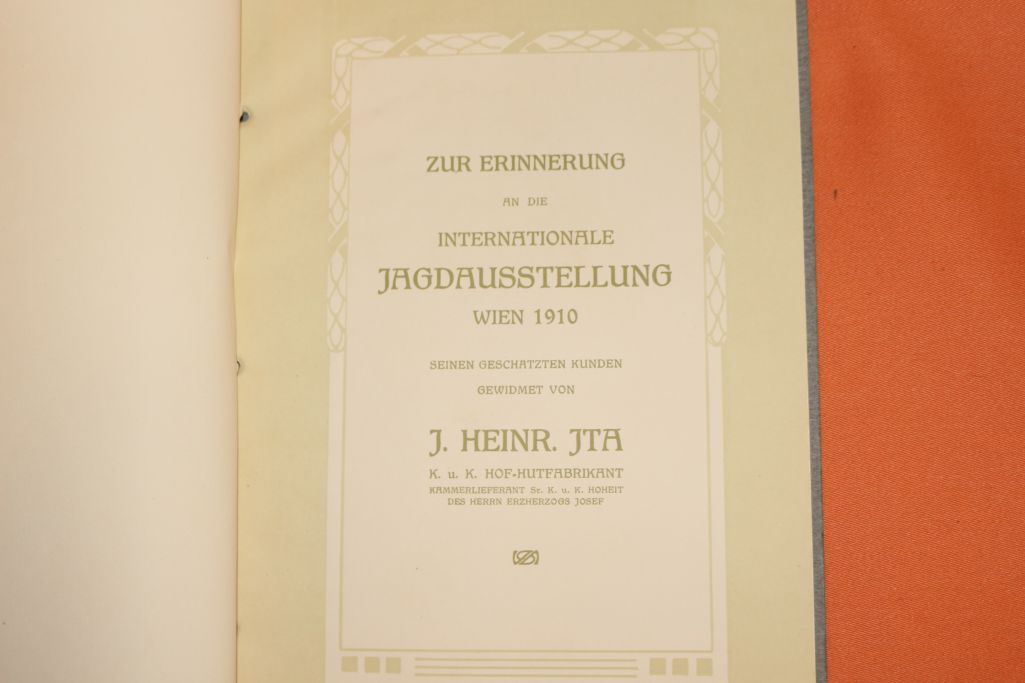 ZUR ERINNERUNG
AN DIE
INTERNATIONALE
JAGDAUSSTELLUNG
WIEN 1910
SEINEN GESCHATZTEN KUNDEN
GEWIDMET VON
J. HEINR. JTA
K. u. K. HOF-HUTFABRIKANT
KAMMERLIEFERANT Sr. K. u. K. HOHEIT
DES HERRN ERZHERZOGS JOSEF